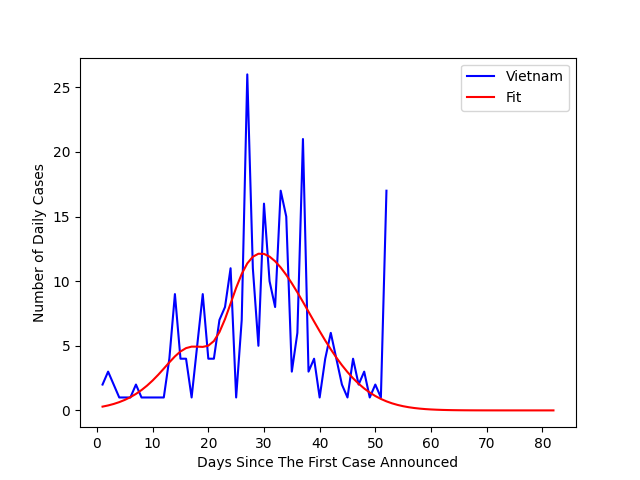 Vietnam
Fit
Number of Daily Cases
25
20
15
10
5
0
0 10 20 30 40 50 60 70 80
Days Since The First Case Announced